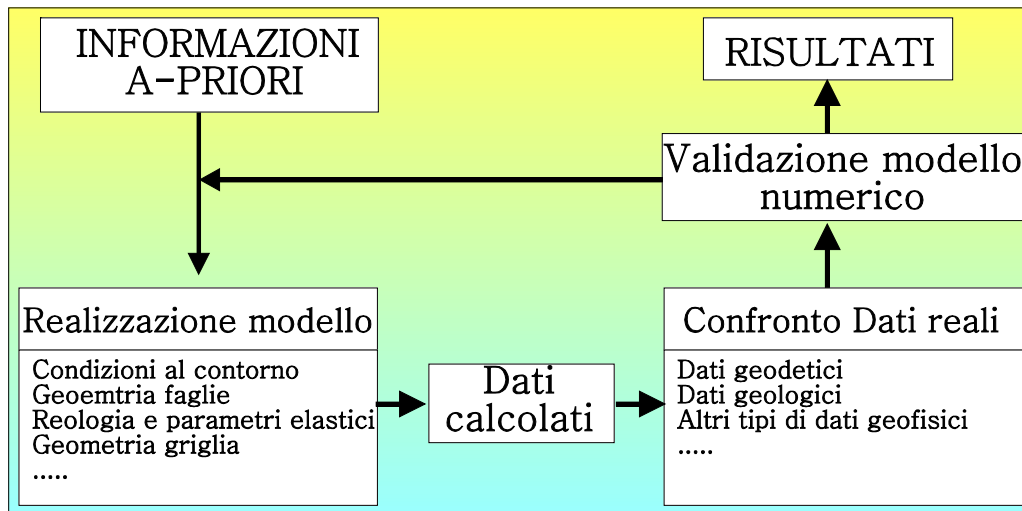 INFORMAZIONI
A-PRIORI
RISULTATI
Validazione modello
numerico
Realizzazione modello
Condizioni al contorno
Geoemtria faglie
Reologia e parametri elastici
Geometria griglia
.....
Dati
calcolati
Confronto Dati reali
Dati geodetici
Dati geologici
Altri tipi di dati geofisici
.....